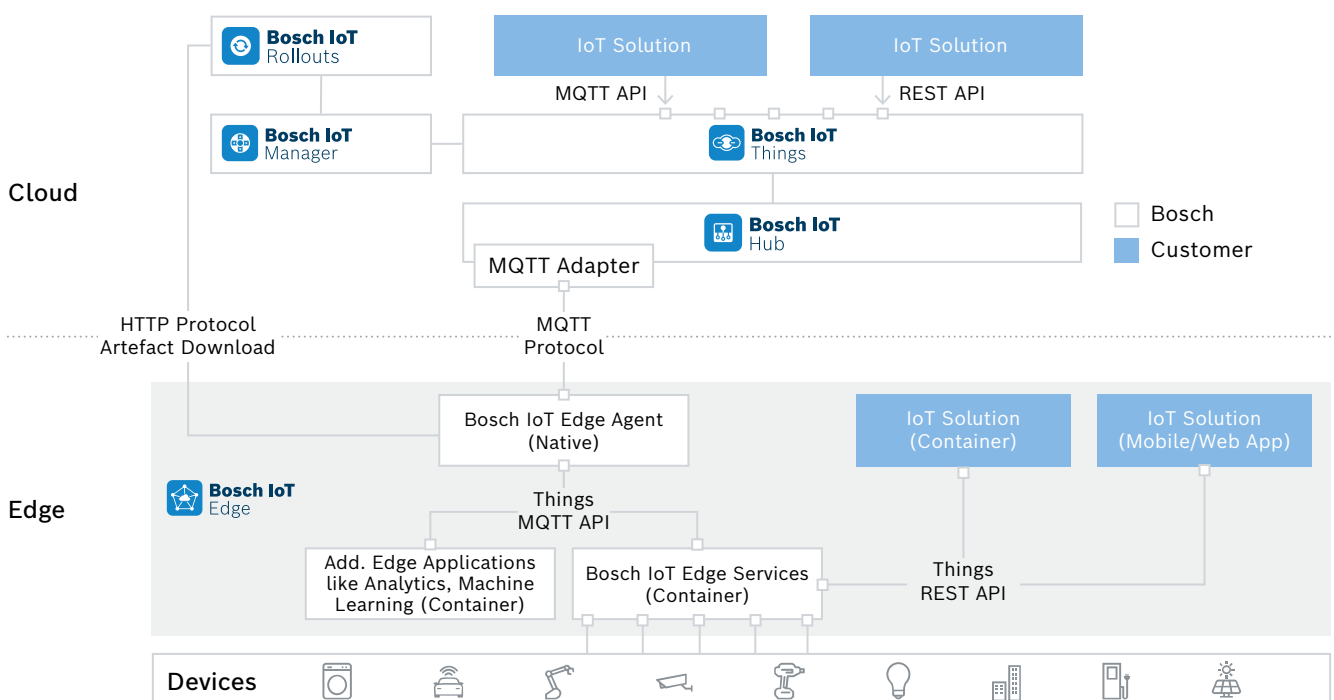 Bosch IoT
Rollouts
IoT Solution
IoT Solution
MQTT API
REST API
Bosch IoT
Manager
Bosch IoT
Things
Cloud
Bosch IoT
Hub
Bosch
Customer
MQTT Adapter
HTTP Protocol
Artefact Download
MQTT
Protocol
Bosch IoT Edge Agent
(Native)
IoT Solution
(Container)
IoT Solution
(Mobile/Web App)
Edge
Bosch IoT
Edge
Things
MQTT API
Add. Edge Applications
like Analytics, Machine
Learning (Container)
Bosch IoT Edge Services
(Container)
Things
REST API
Devices